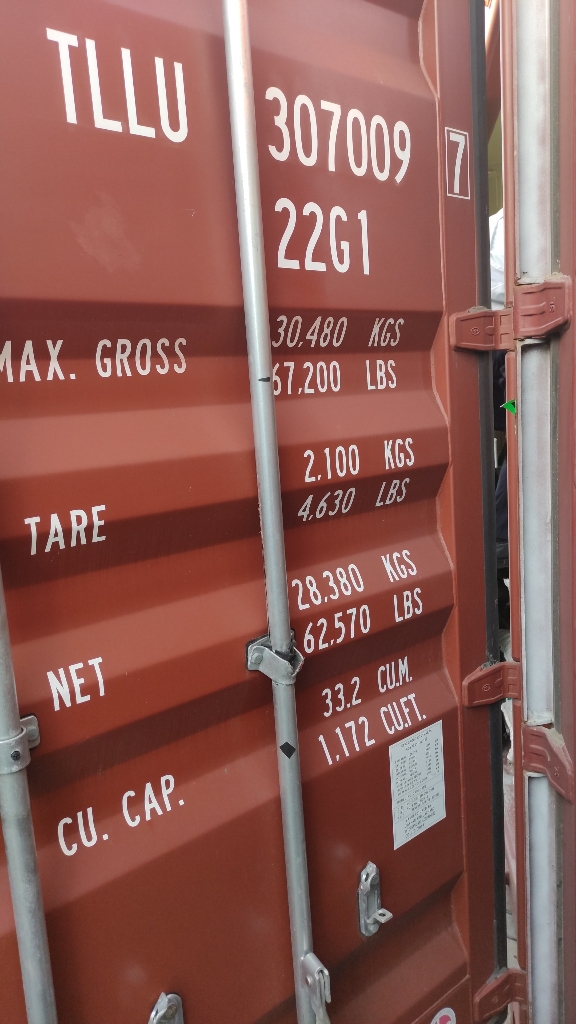 TLLU 307009 7
22G1
MAX. GROSS 30,480 KGS
67,200 LBS
TARE 2,100 KGS
4,630 LBS
NET 28,380 KGS
62,570 LBS
CU. CAP. 33.2 CU.M.
1,172 CU.FT.